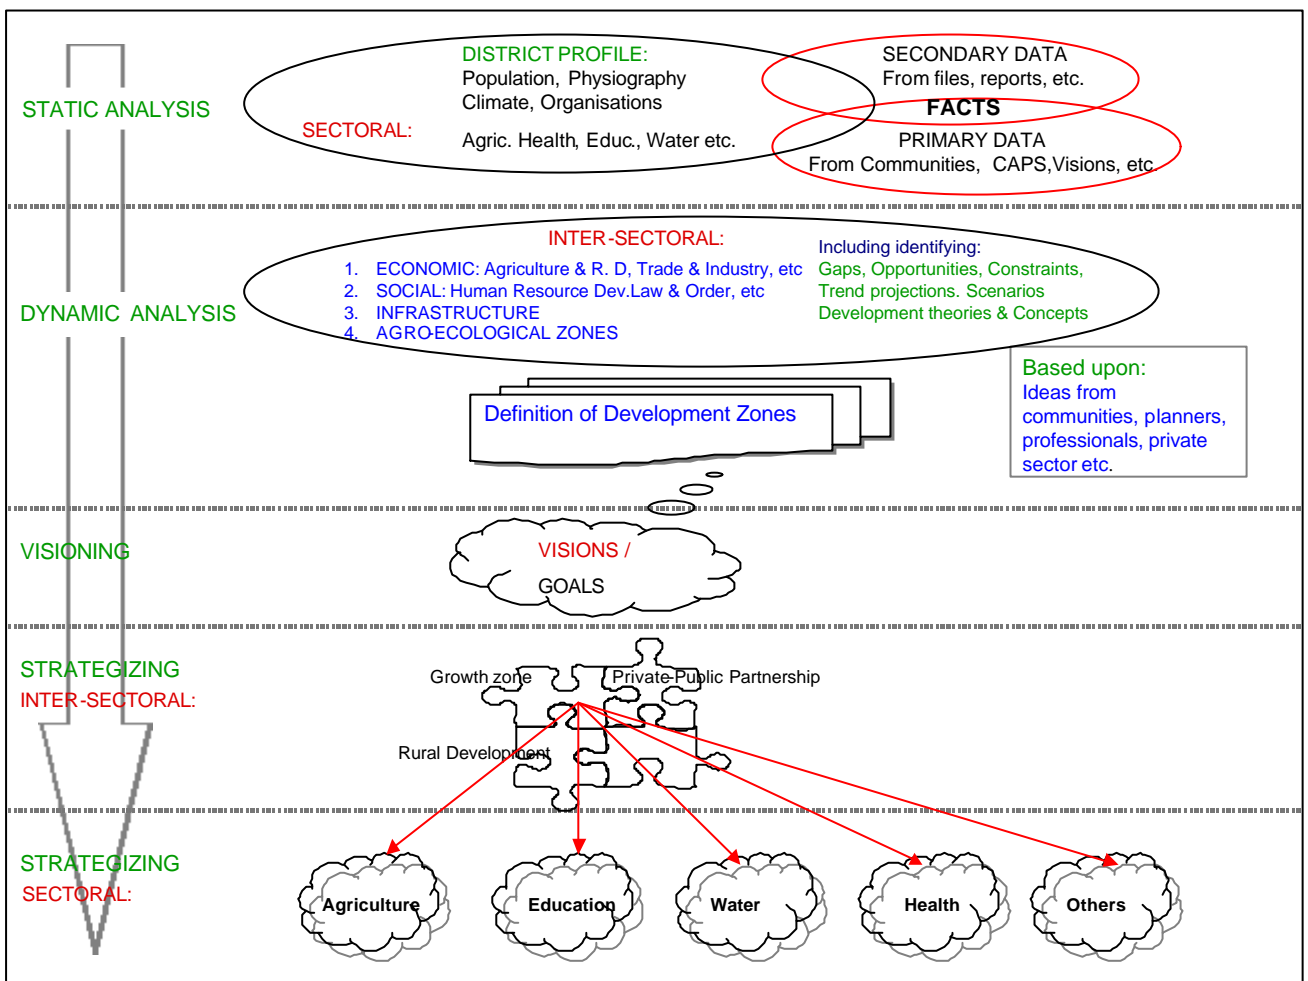 STATIC ANALYSIS
DISTRICT PROFILE:
Population, Physiography
Climate, Organisations
SECTORAL:
Agric. Health, Educ., Water etc.
SECONDARY DATA
From files, reports, etc.
FACTS
PRIMARY DATA
From Communities, CAPS,Visions, etc.
DYNAMIC ANALYSIS
INTER-SECTORAL:
1. ECONOMIC: Agriculture & R. D, Trade & Industry, etc
2. SOCIAL: Human Resource Dev.Law & Order, etc
3. INFRASTRUCTURE
4. AGRO-ECOLOGICAL ZONES
Including identifying:
Gaps, Opportunities, Constraints,
Trend projections. Scenarios
Development theories & Concepts
Definition of Development Zones
Based upon:
Ideas from
communities, planners,
professionals, private
sector etc.
VISIONING
VISIONS /
GOALS
STRATEGIZING
INTER-SECTORAL:
Growth zone
Private-Public Partnership
Rural Development
STRATEGIZING
SECTORAL:
Agriculture
Education
Water
Health
Others